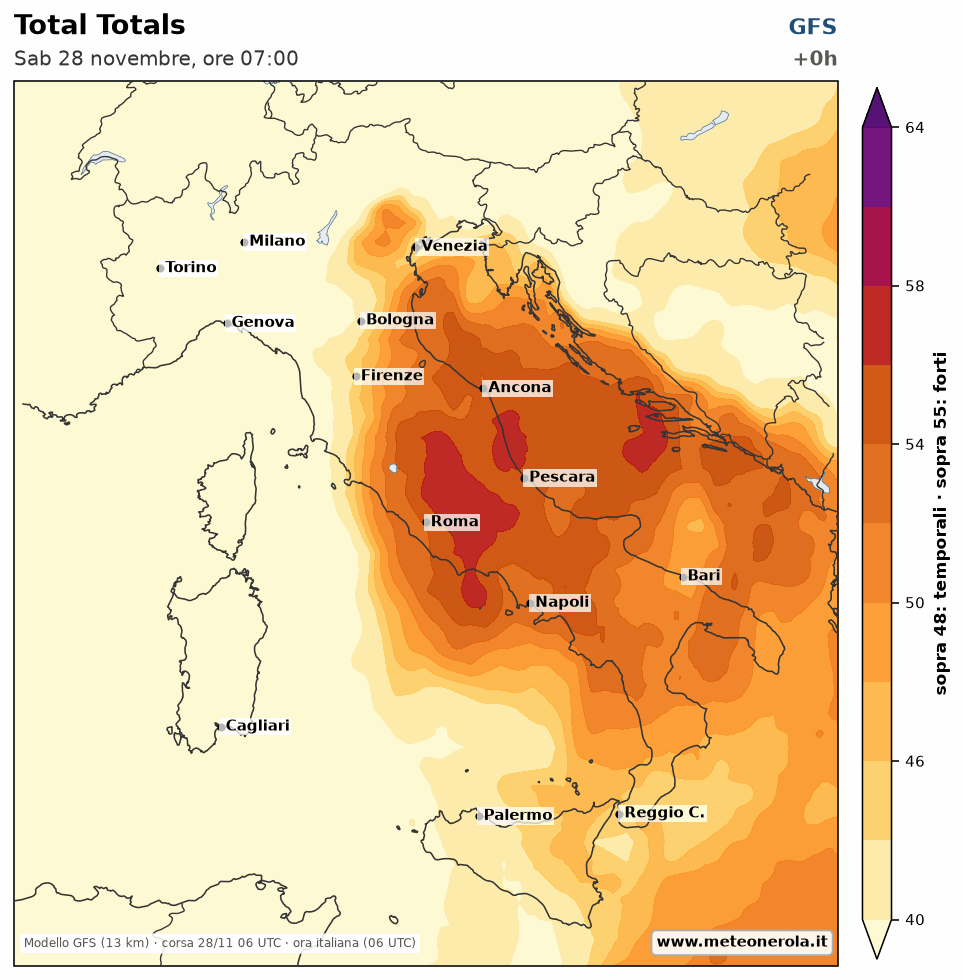 Total Totals
GFS
Sab 28 novembre, ore 07:00
+0h
64
Milano
Venezia
Torino
58
Genova
Bologna
Firenze
Ancona
54
Pescara
Roma
sopra 48: temporali · sopra 55: forti
Bari
Napoli
50
Cagliari
46
Palermo
Reggio C.
40
Modello GFS (13 km) · corsa 28/11 06 UTC · ora italiana (06 UTC)
www.meteonerola.it